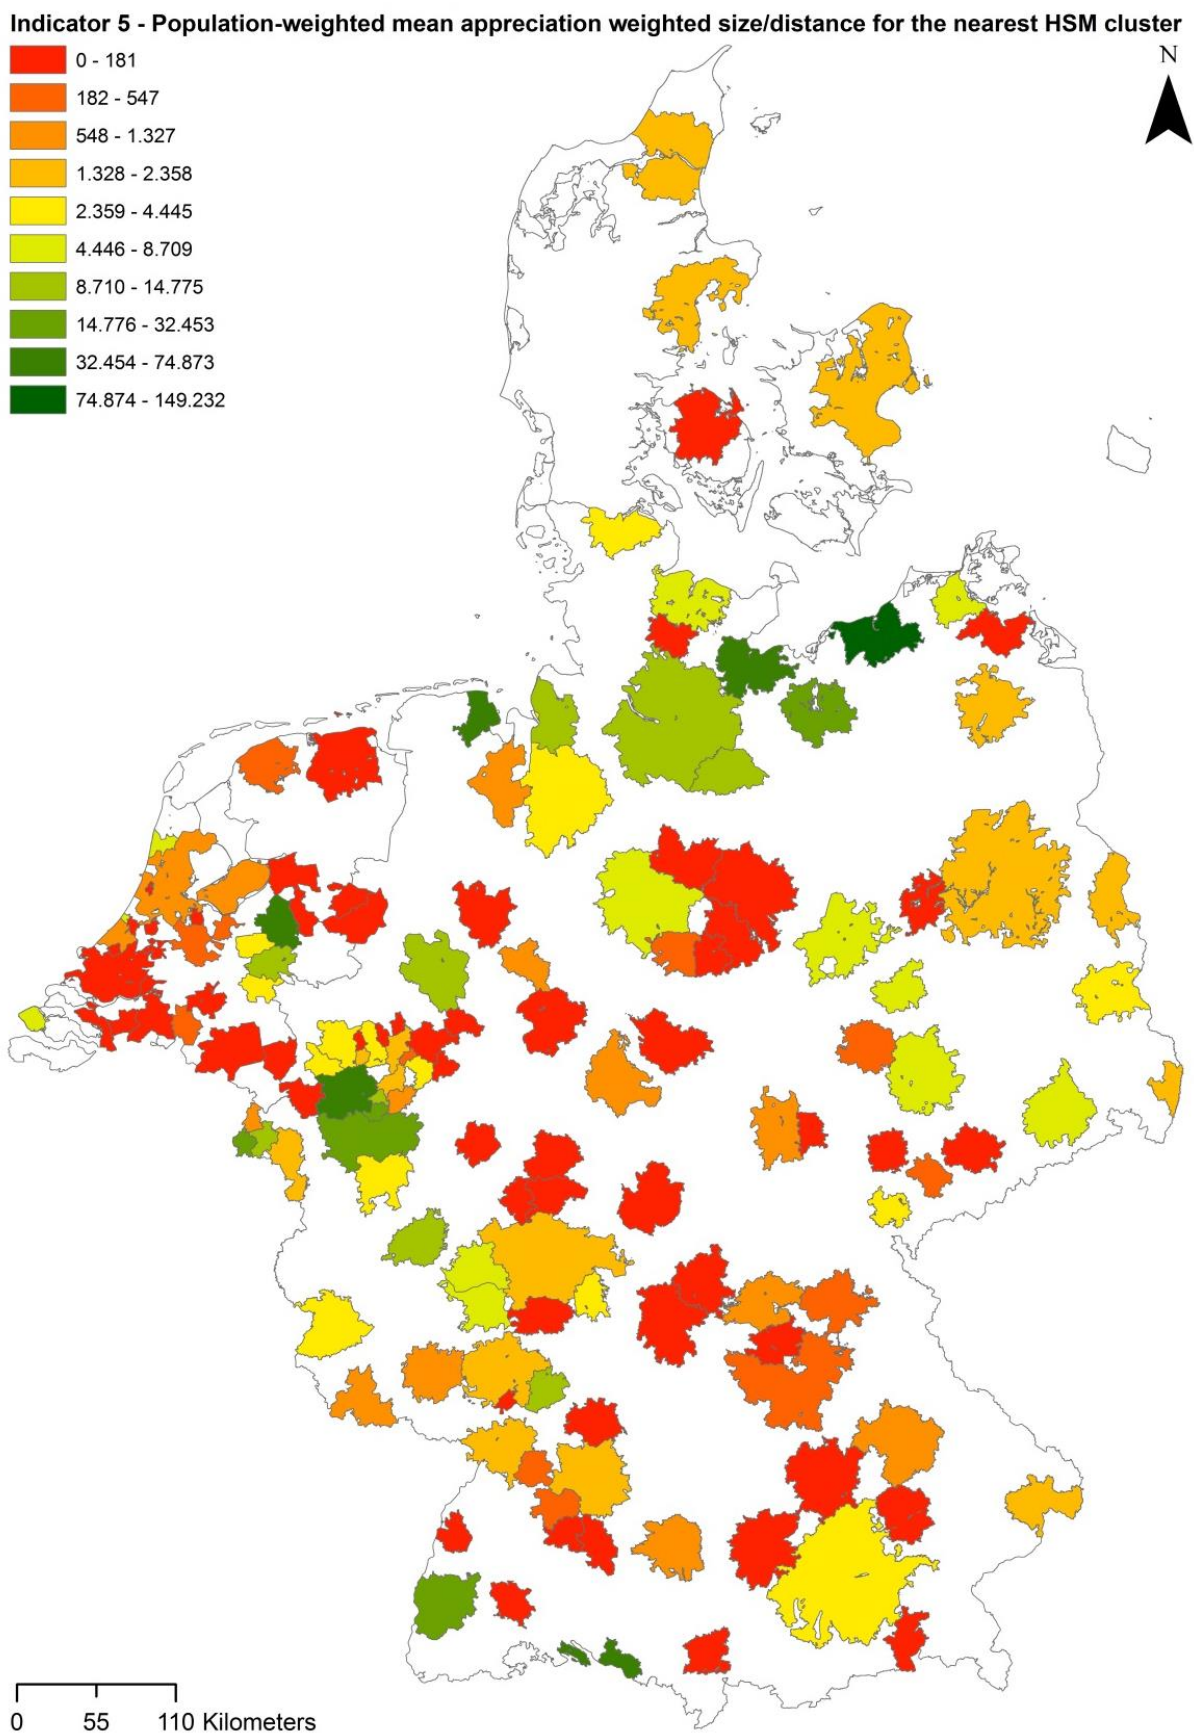 Indicator 5 - Population-weighted mean appreciation weighted size/distance for the nearest HSM cluster
N
0 - 181
182 - 547
548 - 1.327
1.328 - 2.358
2.359 - 4.445
4.446 - 8.709
8.710 - 14.775
14.776 - 32.453
32.454 - 74.873
74.874 - 149.232
0 55 110 Kilometers